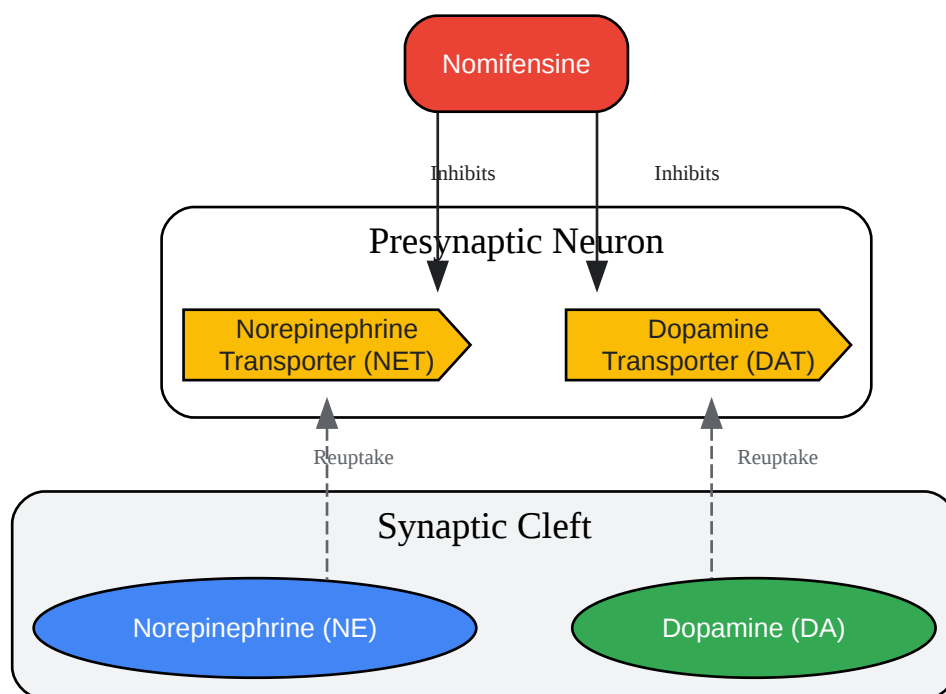 Nomifensine
Inhibits
Inhibits
Presynaptic Neuron
Norepinephrine
Transporter (NET)
Dopamine
Transporter (DAT)
Reuptake
Reuptake
Synaptic Cleft
Norepinephrine (NE)
Dopamine (DA)